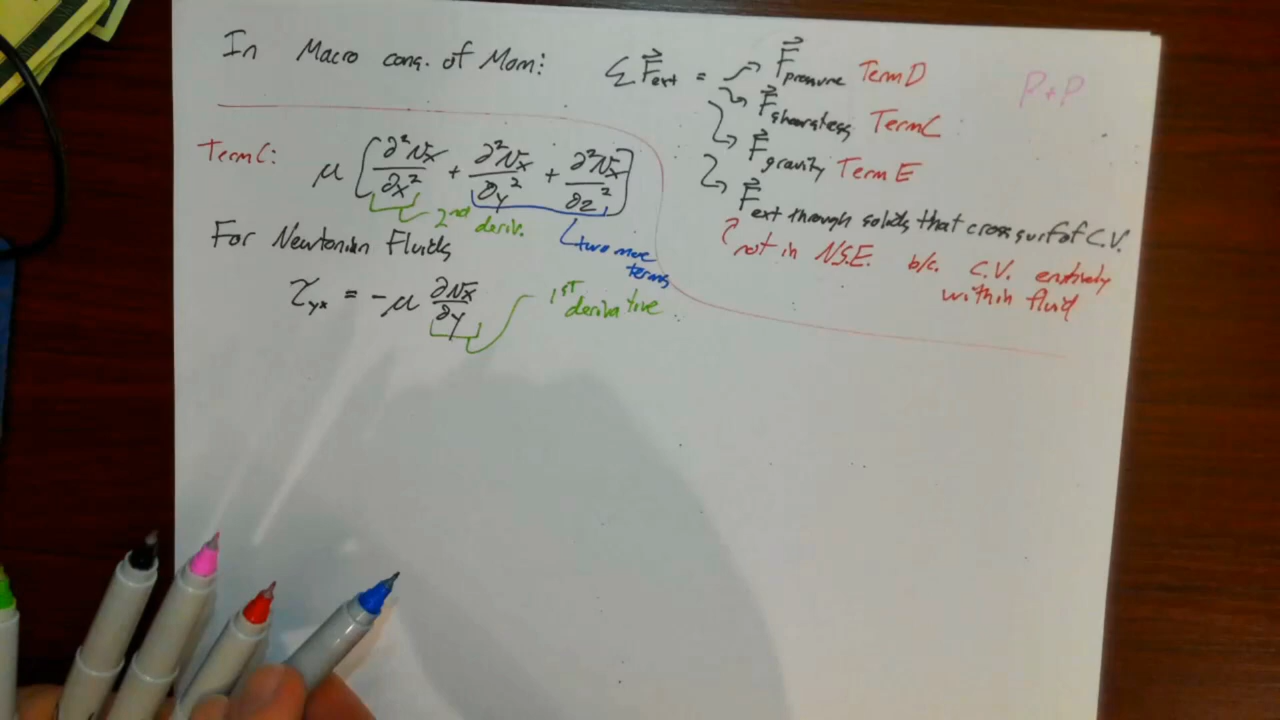 In Macro cons. of Mom: Σ F⃗ext = F⃗pressure Term D
F⃗shear stress Term C
F⃗gravity Term E
F⃗ext through solids that cross surf of C.V.
not in N.S.E. b/c. C.V. entirely
within fluid
P+P
Term C: μ [∂²Vx/∂x² + ∂²Vx/∂y² + ∂²Vx/∂z²]
2nd deriv.
two more
terms
For Newtonian Fluids
τyx = -μ ∂Vx/∂y
1ST
derivative